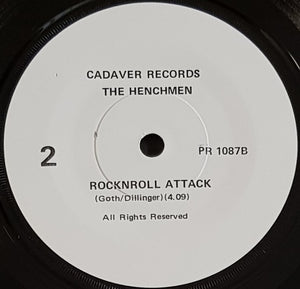 CADAVER RECORDS
THE HENCHMEN
2
PR 1087B
ROCKNROLL ATTACK
(Goth/Dillinger)(4.09)
All Rights Reserved